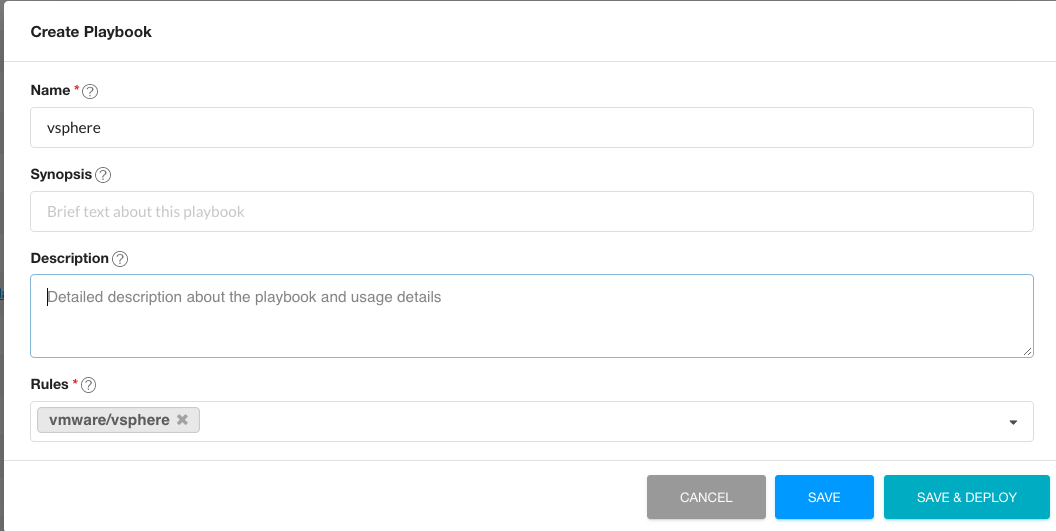 Create Playbook
Name * ?
vsphere
Synopsis ?
Brief text about this playbook
Description ?
Detailed description about the playbook and usage details
Rules * ?
vmware/vsphere ✖
CANCEL SAVE SAVE & DEPLOY